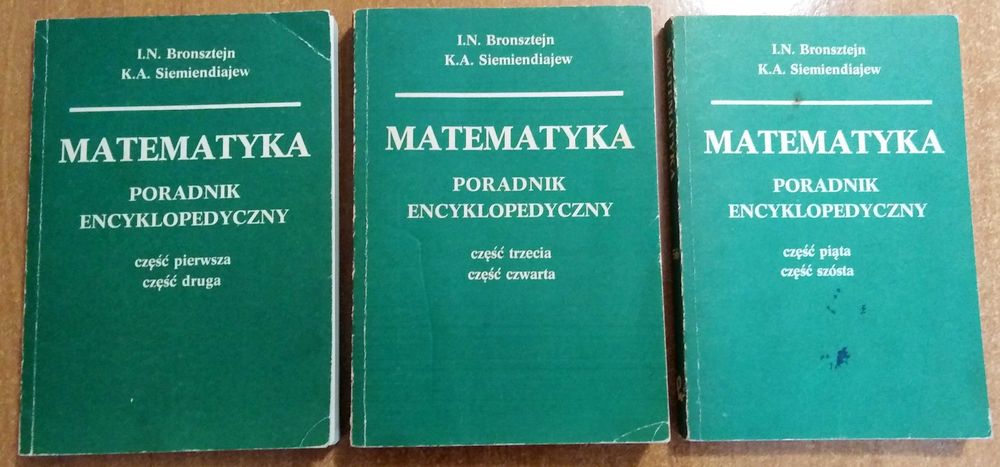 I.N. Bronsztejn
K.A. Siemiendiajew
MATEMATYKA
PORADNIK
ENCYKLOPEDYCZNY
część pierwsza
część druga
I.N. Bronsztejn
K.A. Siemiendiajew
MATEMATYKA
PORADNIK
ENCYKLOPEDYCZNY
część trzecia
część czwarta
I.N. Bronsztejn
K.A. Siemiendiajew
MATEMATYKA
PORADNIK
ENCYKLOPEDYCZNY
część piąta
część szósta